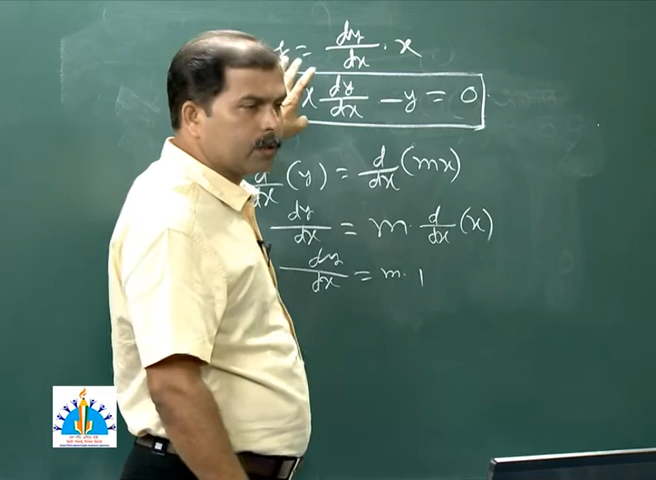 = dy/dx · x
x dy/dx - y = 0
d/dx (y) = d/dx (mx)
dy/dx = m · d/dx (x)
dy/dx = m · 1